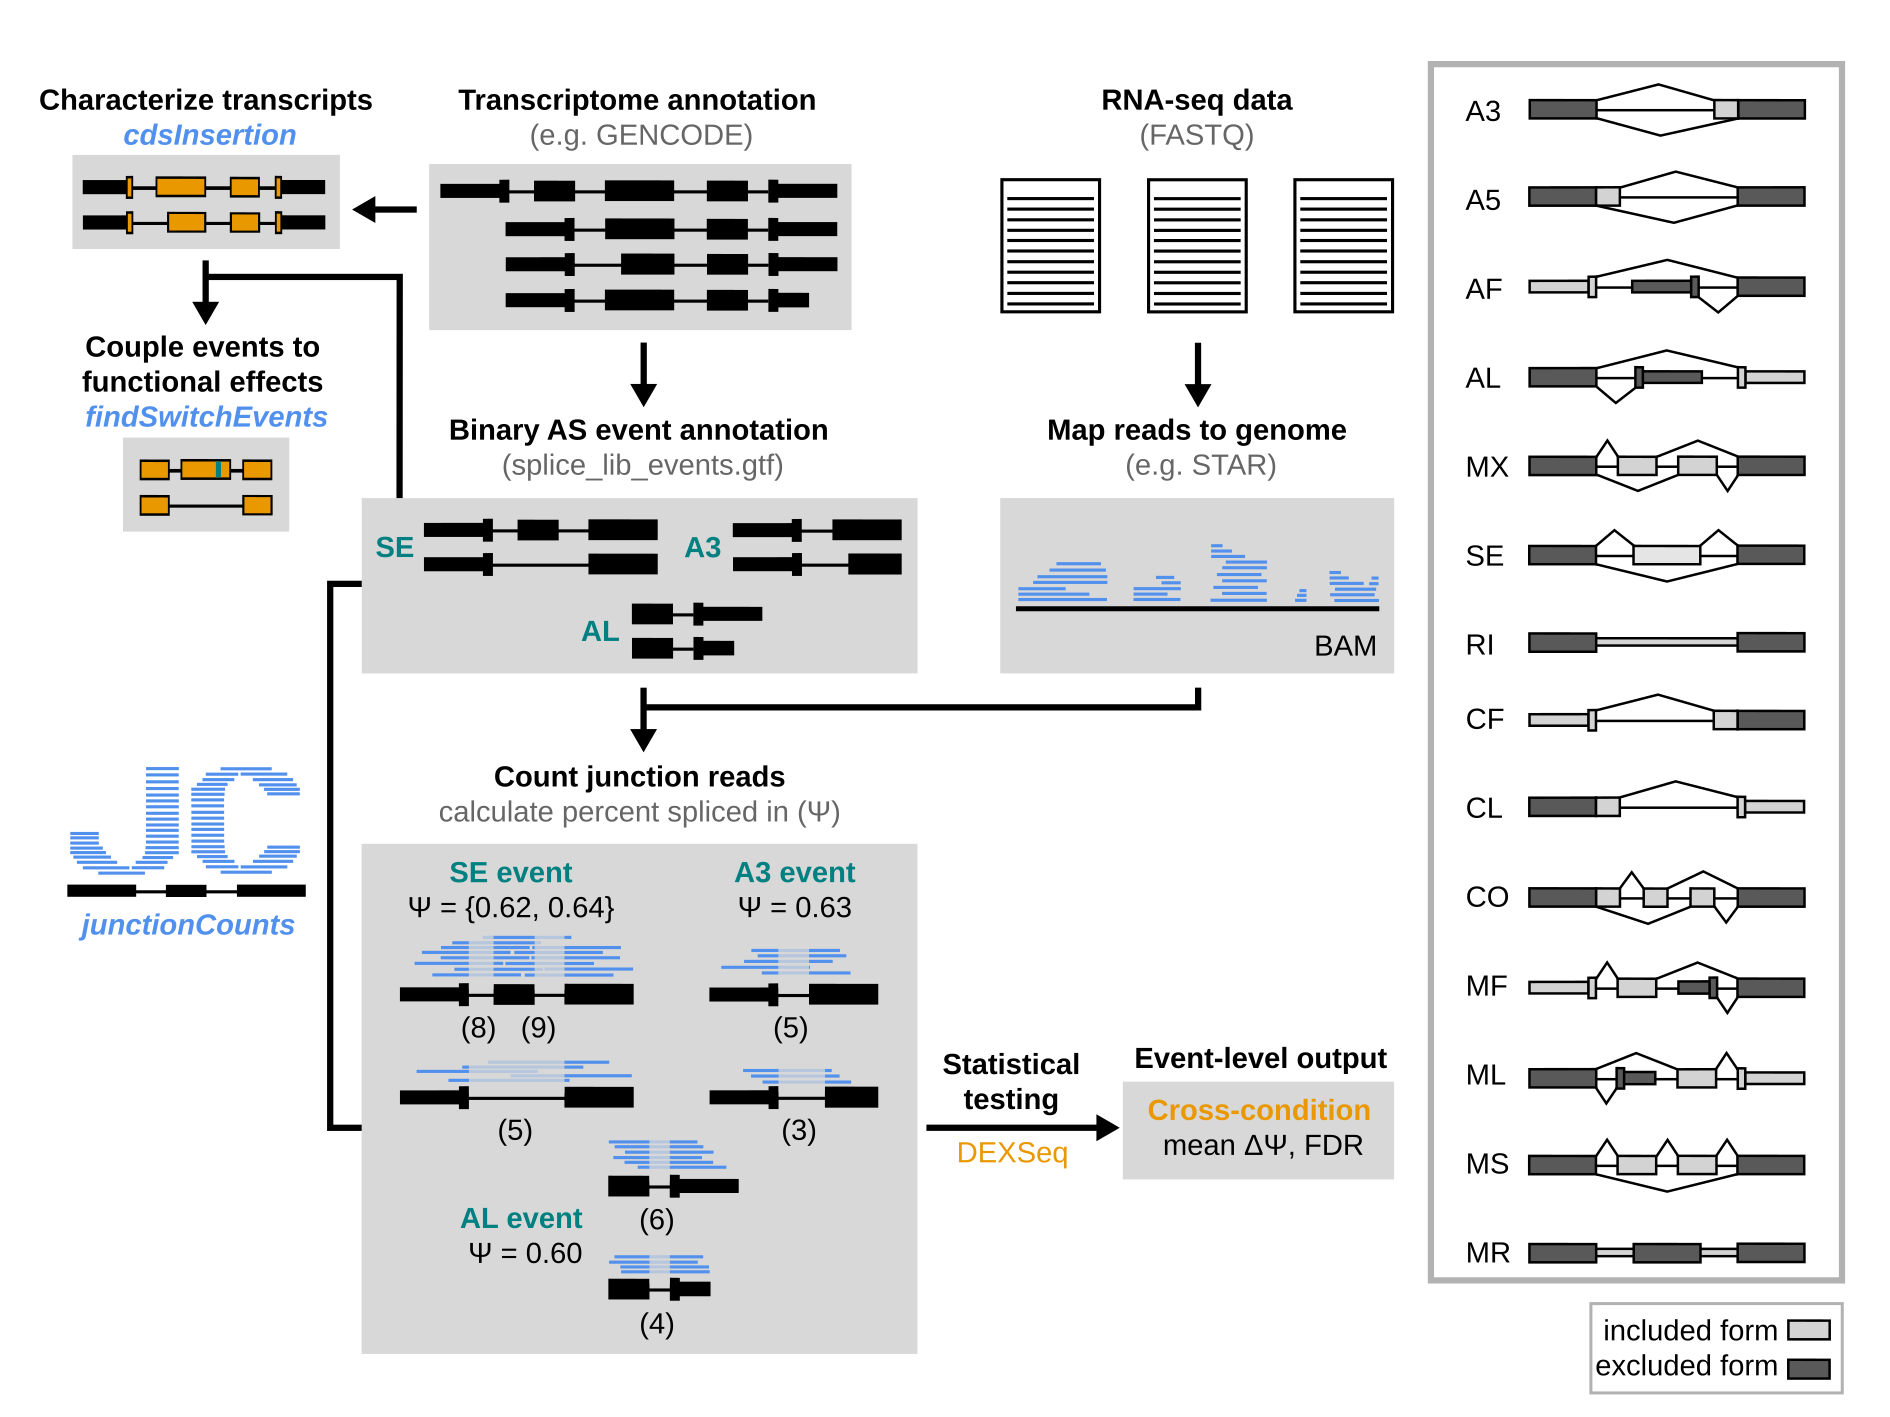 Characterize transcripts
cdsInsertion
Transcriptome annotation
(e.g. GENCODE)
RNA-seq data
(FASTQ)
Couple events to
functional effects
findSwitchEvents
Binary AS event annotation
(splice_lib_events.gtf)
Map reads to genome
(e.g. STAR)
SE
A3
AL
BAM
Count junction reads
calculate percent spliced in (Ψ)
JC
junctionCounts
SE event
Ψ = {0.62, 0.64}
A3 event
Ψ = 0.63
(8) (9)
(5)
(5)
(3)
AL event
Ψ = 0.60
(6)
(4)
Statistical
testing
DEXSeq
Event-level output
Cross-condition
mean ΔΨ, FDR
A3
A5
AF
AL
MX
SE
RI
CF
CL
CO
MF
ML
MS
MR
included form
excluded form